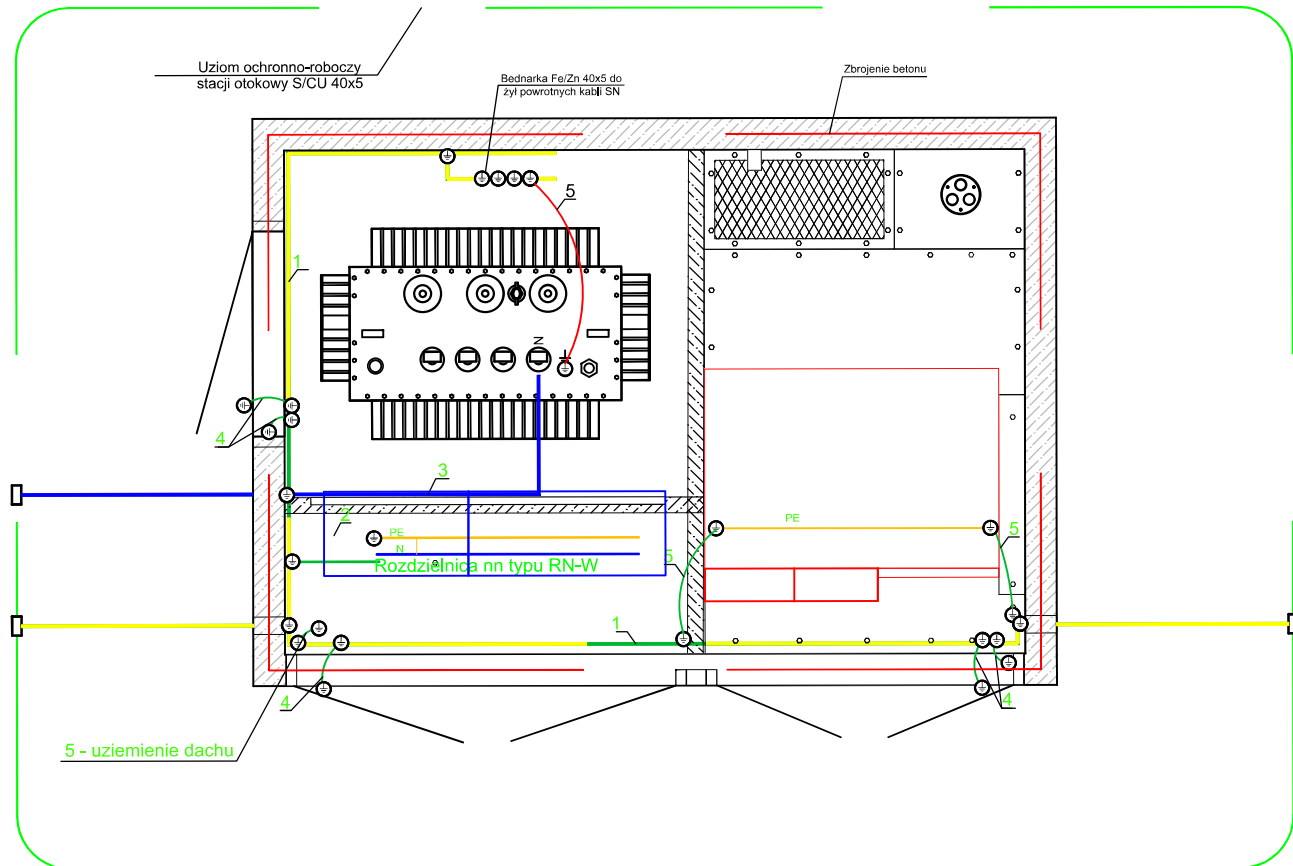 Uziom ochronno-roboczy
stacji otokowy S/CU 40x5
Bednarka Fe/Zn 40x5 do
żył powrotnych kabli SN
Zbrojenie betonu
5
1
N
4
3
2
PE
N
Rozdzielnica nn typu RN-W
PE
5
5
1
4
4
5 - uziemienie dachu